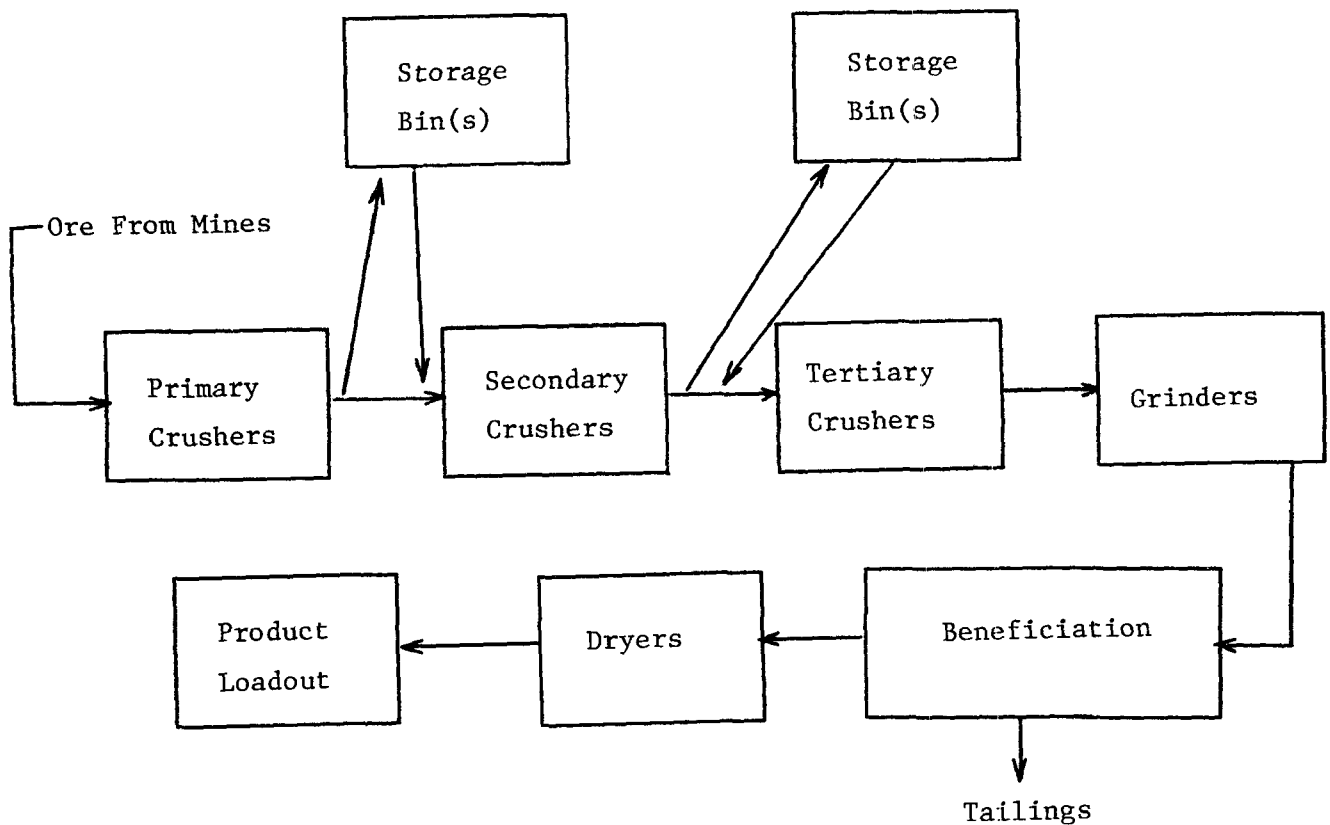 Storage
Bin(s)
Storage
Bin(s)
Ore From Mines
Primary
Crushers
Secondary
Crushers
Tertiary
Crushers
Grinders
Product
Loadout
Dryers
Beneficiation
Tailings